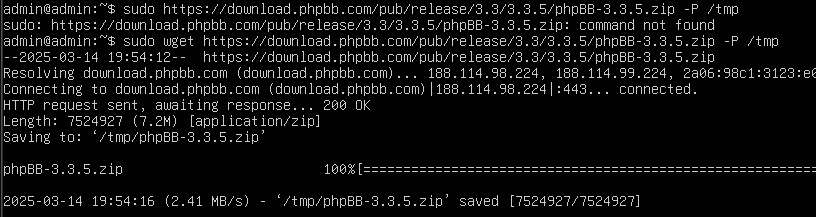 admin@admin:~$ sudo https://download.phpbb.com/pub/release/3.3/3.3.5/phpBB-3.3.5.zip -P /tmp
sudo: https://download.phpbb.com/pub/release/3.3/3.3.5/phpBB-3.3.5.zip: command not found
admin@admin:~$ sudo wget https://download.phpbb.com/pub/release/3.3/3.3.5/phpBB-3.3.5.zip -P /tmp
--2025-03-14 19:54:12--  https://download.phpbb.com/pub/release/3.3/3.3.5/phpBB-3.3.5.zip
Resolving download.phpbb.com (download.phpbb.com)... 188.114.98.224, 188.114.99.224, 2a06:98c1:3123:e0
Connecting to download.phpbb.com (download.phpbb.com)|188.114.98.224|:443... connected.
HTTP request sent, awaiting response... 200 OK
Length: 7524927 (7.2M) [application/zip]
Saving to: ‘/tmp/phpBB-3.3.5.zip’
phpBB-3.3.5.zip 100%[=========================================================
2025-03-14 19:54:16 (2.41 MB/s) - ‘/tmp/phpBB-3.3.5.zip’ saved [7524927/7524927]